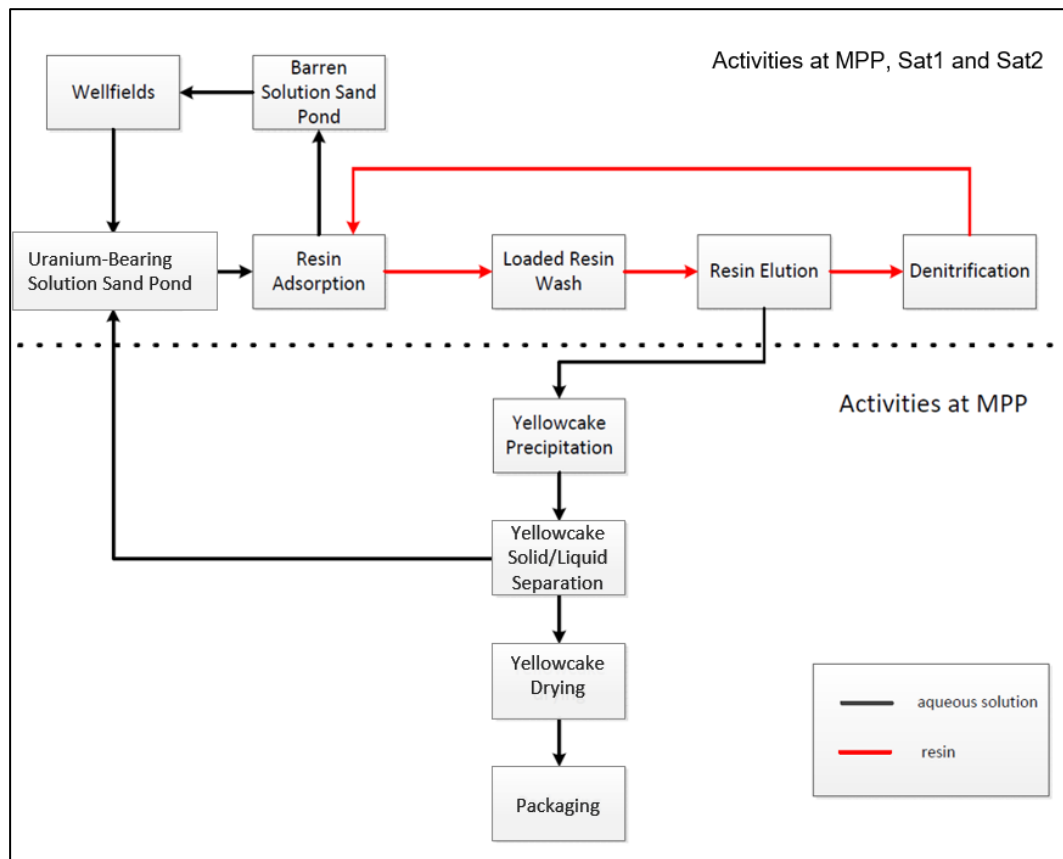 Activities at MPP, Sat1 and Sat2
Wellfields
Barren
Solution Sand
Pond
Uranium-Bearing
Solution Sand Pond
Resin
Adsorption
Loaded Resin
Wash
Resin Elution
Denitrification
Activities at MPP
Yellowcake
Precipitation
Yellowcake
Solid/Liquid
Separation
Yellowcake
Drying
Packaging
aqueous solution
resin